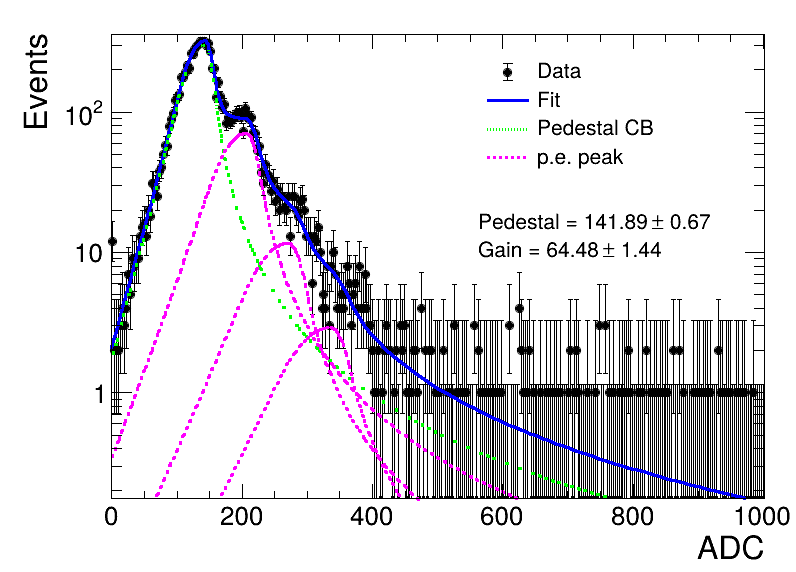 Events
10²
10
1
Data
Fit
Pedestal CB
p.e. peak
Pedestal = 141.89 ± 0.67
Gain = 64.48 ± 1.44
0 200 400 600 800 1000
ADC